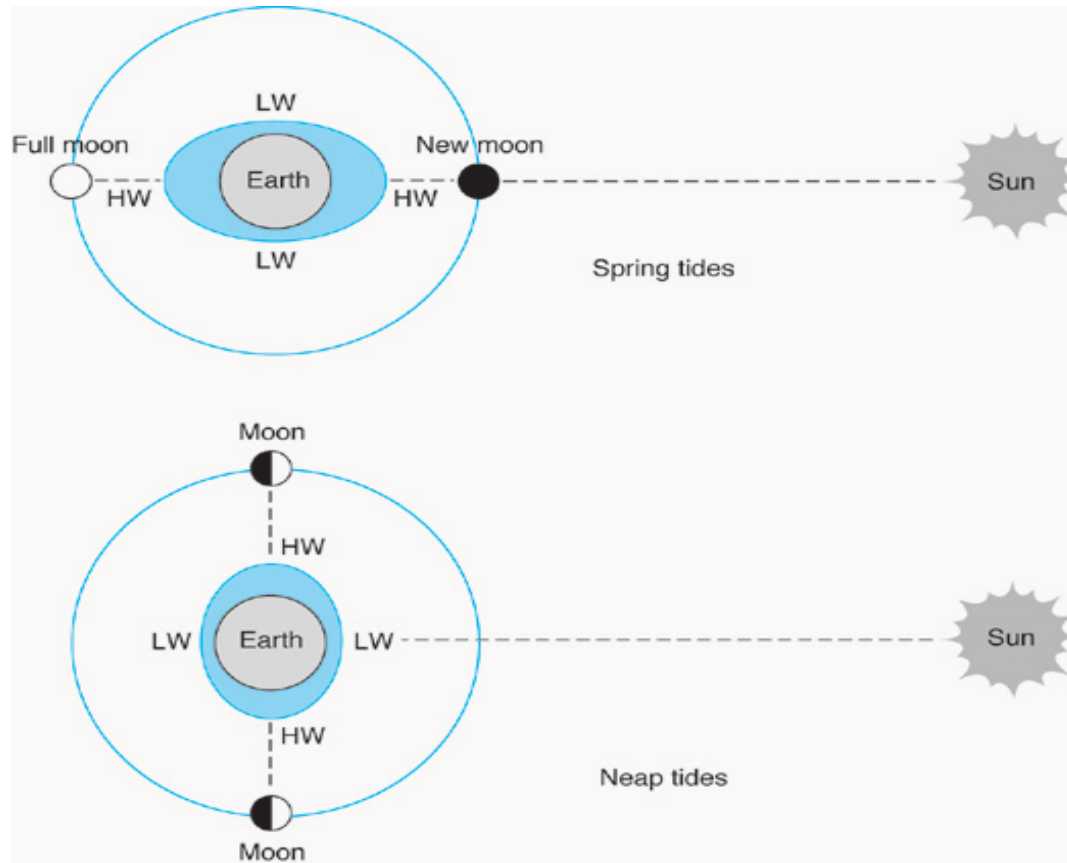 LW
Full moon
New moon
HW
Earth
HW
Sun
LW
Spring tides
Moon
HW
LW
Earth
LW
Sun
HW
Neap tides
Moon